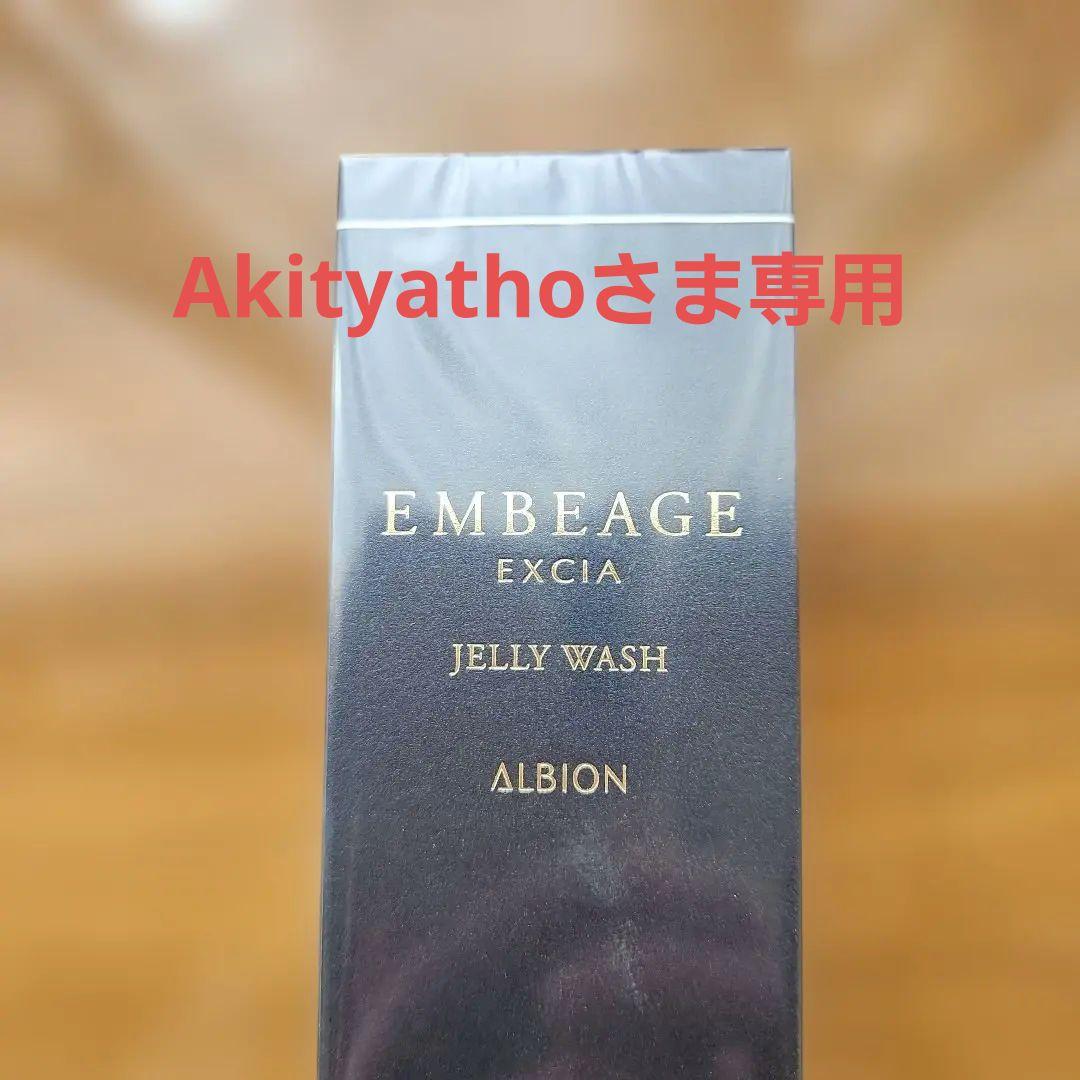 Akityathoさま専用
EMBEAGE
EXCIA
JELLY WASH
ALBION